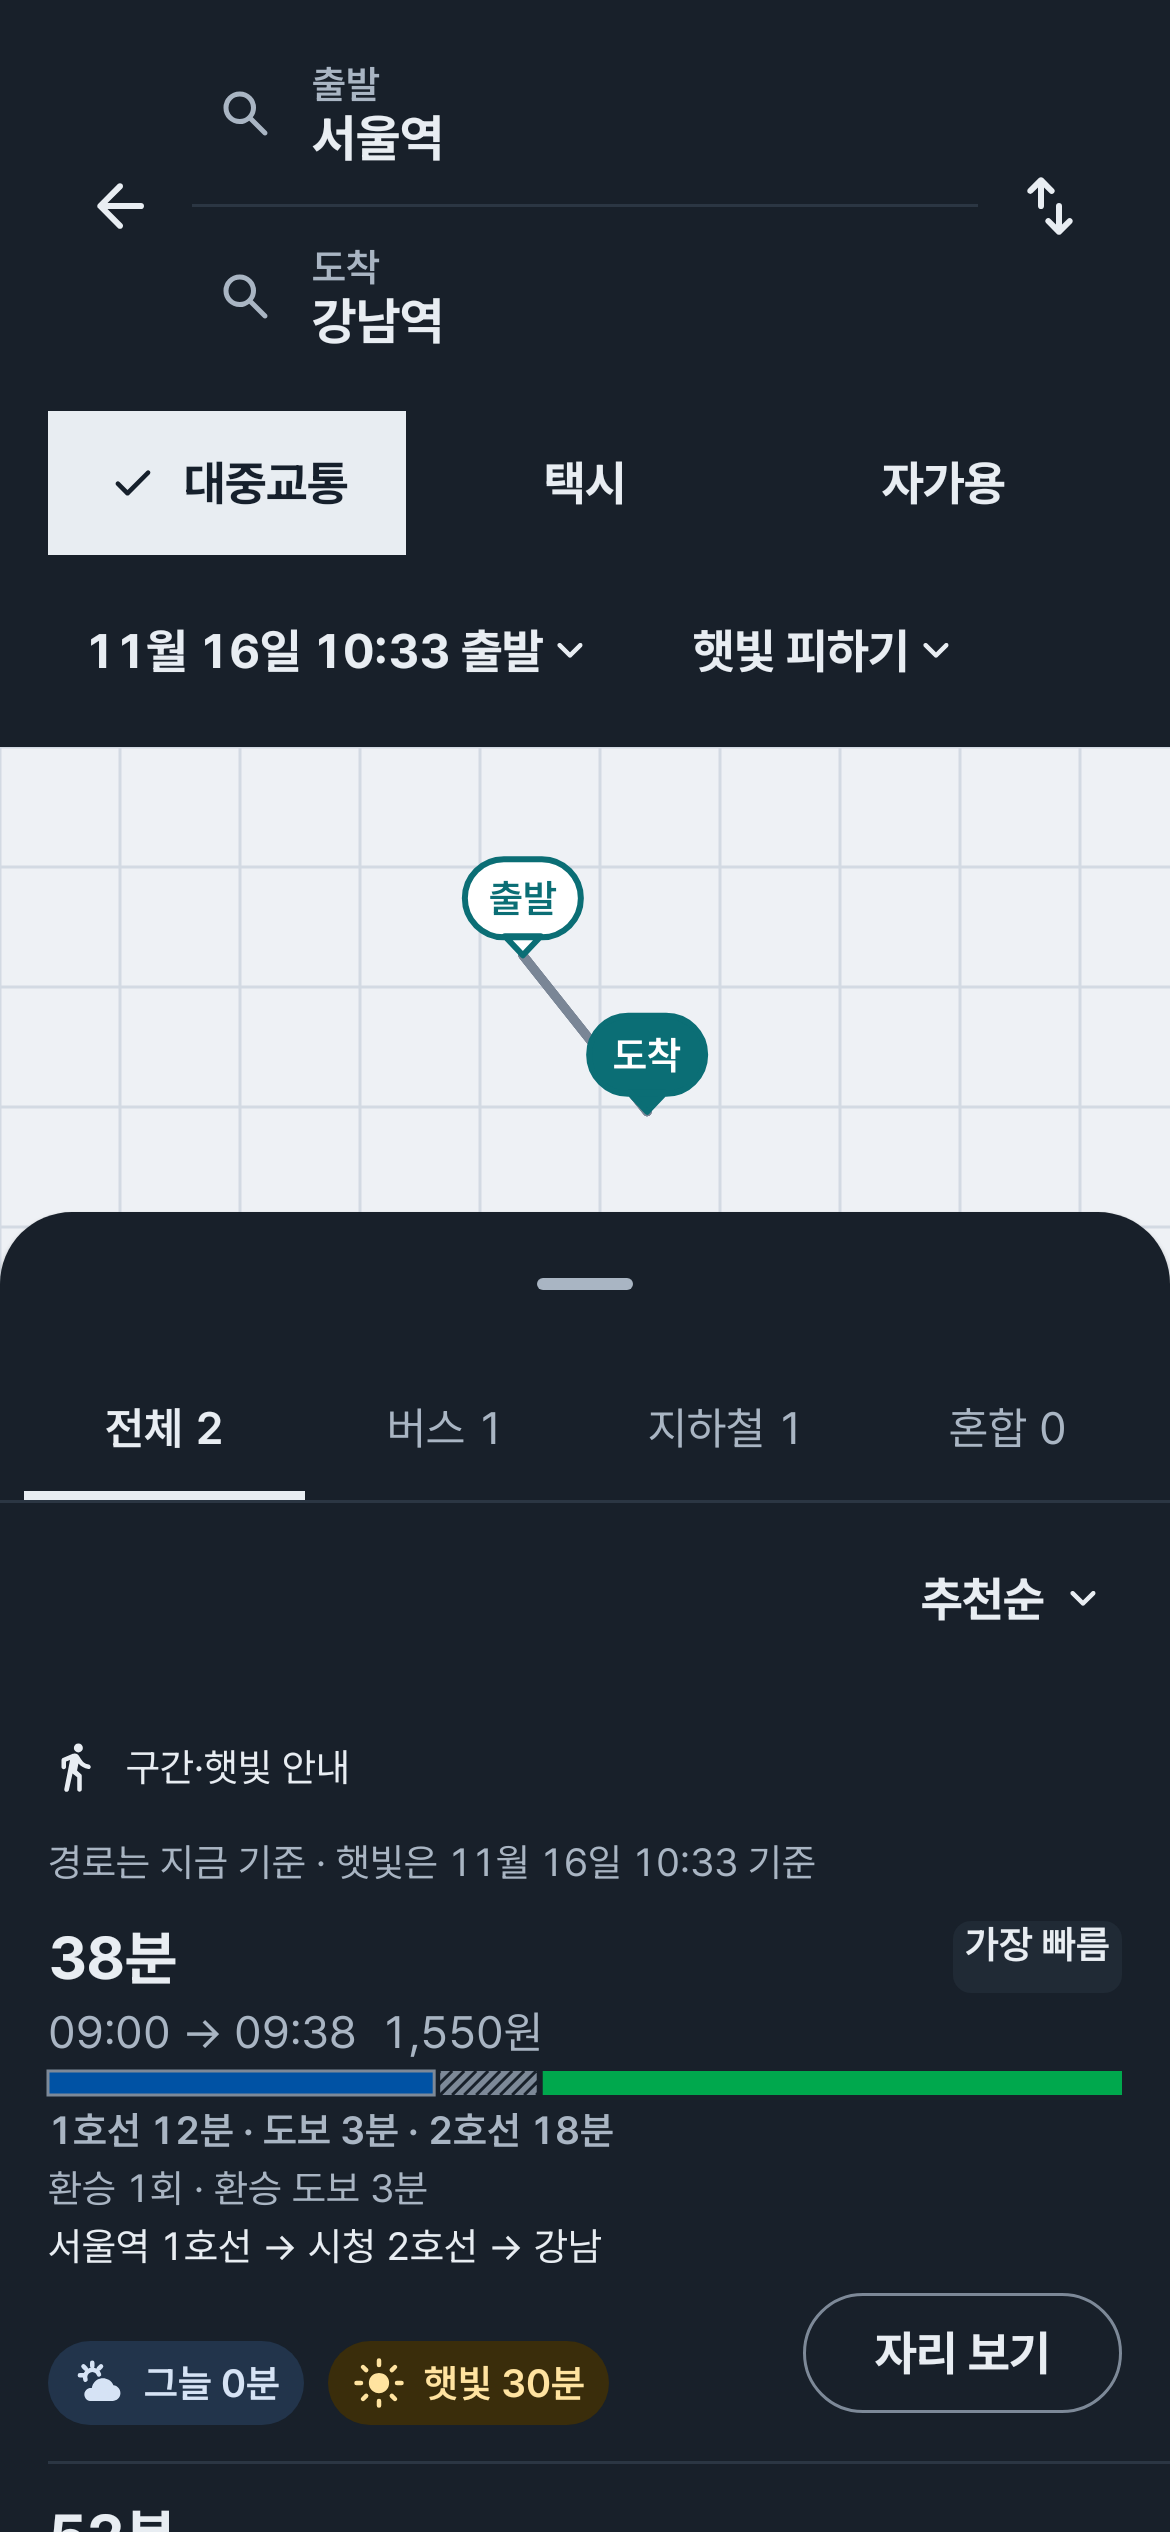 출발
서울역
도착
강남역
대중교통
택시
자가용
11월 16일 10:33 출발
햇빛 피하기
출발
도착
전체 2
버스 1
지하철 1
혼합 0
추천순
구간·햇빛 안내
경로는 지금 기준 · 햇빛은 11월 16일 10:33 기준
38분
가장 빠름
09:00 → 09:38 1,550원
1호선 12분 · 도보 3분 · 2호선 18분
환승 1회 · 환승 도보 3분
서울역 1호선 → 시청 2호선 → 강남
자리 보기
그늘 0분
햇빛 30분